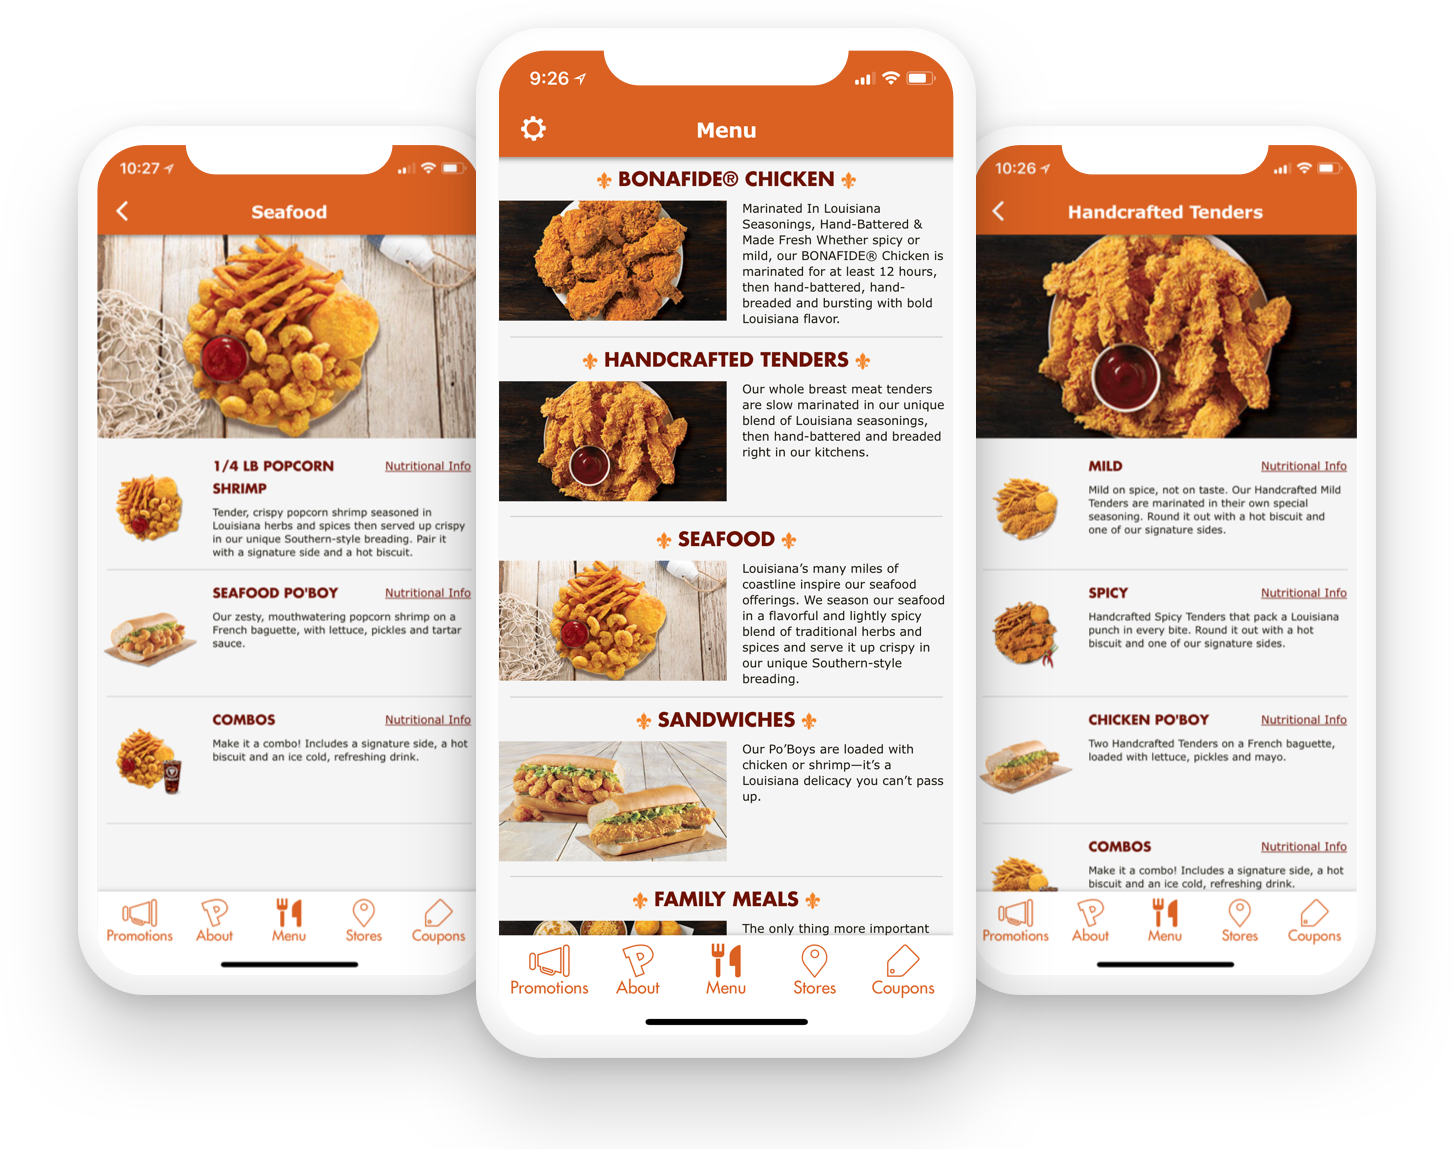 10:27
Seafood
1/4 LB POPCORN
SHRIMP
Nutritional Info
Tender, crispy popcorn shrimp seasoned in
Louisiana herbs and spices then served up crispy
in our unique Southern-style breading. Pair it
with a signature side and a hot biscuit.
SEAFOOD PO'BOY
Nutritional Info
Our zesty, mouthwatering popcorn shrimp on a
French baguette, with lettuce, pickles and tartar
sauce.
COMBOS
Nutritional Info
Make it a combo! Includes a signature side, a hot
biscuit and an ice cold, refreshing drink.
Promotions
About
Menu
Stores
Coupons
9:26
Menu
BONAFIDE® CHICKEN
Marinated In Louisiana
Seasonings, Hand-Battered &
Made Fresh Whether spicy or
mild, our BONAFIDE® Chicken is
marinated for at least 12 hours,
then hand-battered, hand-
breaded and bursting with bold
Louisiana flavor.
HANDCRAFTED TENDERS
Our whole breast meat tenders
are slow marinated in our unique
blend of Louisiana seasonings,
then hand-battered and breaded
right in our kitchens.
SEAFOOD
Louisiana’s many miles of
coastline inspire our seafood
offerings. We season our seafood
in a flavorful and lightly spicy
blend of traditional herbs and
spices and serve it up crispy in
our unique Southern-style
breading.
SANDWICHES
Our Po’Boys are loaded with
chicken or shrimp—it’s a
Louisiana delicacy you can’t pass
up.
FAMILY MEALS
The only thing more important
Promotions
About
Menu
Stores
Coupons
10:26
Handcrafted Tenders
MILD
Nutritional Info
Mild on spice, not on taste. Our Handcrafted Mild
Tenders are marinated in their own special
seasoning. Round it out with a hot biscuit and
one of our signature sides.
SPICY
Nutritional Info
Handcrafted Spicy Tenders that pack a Louisiana
punch in every bite. Round it out with a hot
biscuit and one of our signature sides.
CHICKEN PO'BOY
Nutritional Info
Two Handcrafted Tenders on a French baguette,
loaded with lettuce, pickles and mayo.
COMBOS
Nutritional Info
Make it a combo! Includes a signature side, a hot
biscuit and an ice cold, refreshing drink.
Promotions
About
Menu
Stores
Coupons